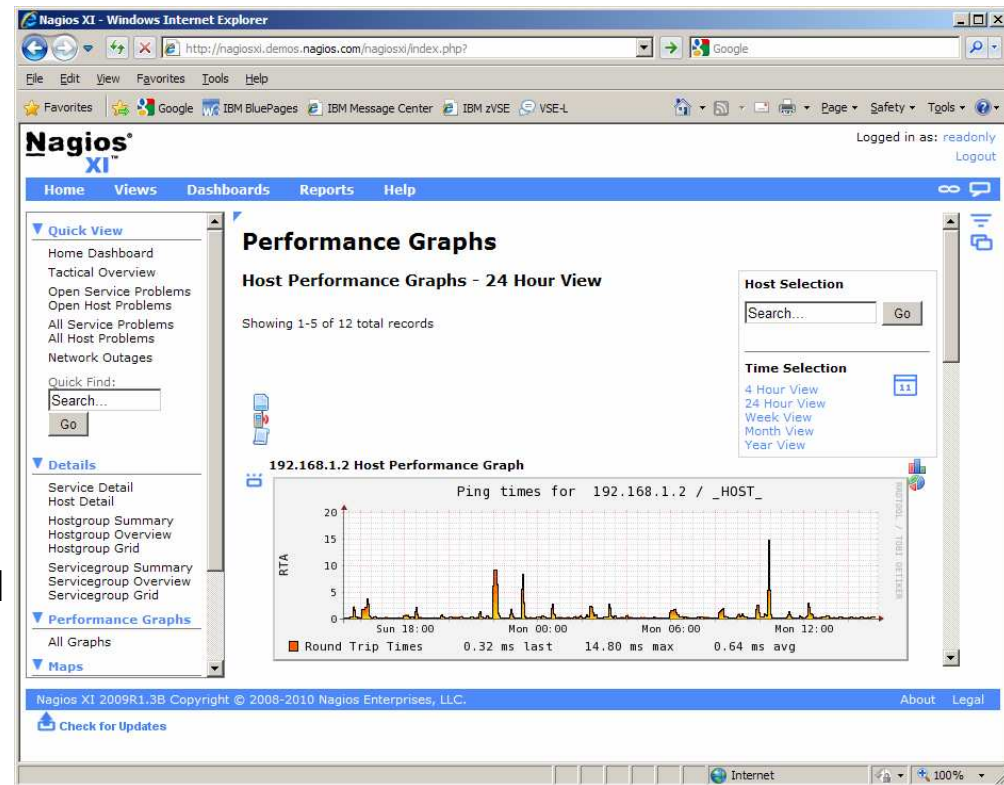 Nagios XI - Windows Internet Explorer
http://nagiosxi.demos.nagios.com/nagiosxi/index.php?
Google
File Edit View Favorites Tools Help
Favorites Google IBM BluePages IBM Message Center IBM zVSE VSE-L Page Safety Tools
Nagios®
XI™
Logged in as: readonly
Logout
Home Views Dashboards Reports Help
Quick View
Home Dashboard
Tactical Overview
Open Service Problems
Open Host Problems
All Service Problems
All Host Problems
Network Outages
Quick Find:
Search...
Go
Details
Service Detail
Host Detail
Hostgroup Summary
Hostgroup Overview
Hostgroup Grid
Servicegroup Summary
Servicegroup Overview
Servicegroup Grid
Performance Graphs
All Graphs
Maps
Performance Graphs
Host Performance Graphs - 24 Hour View
Showing 1-5 of 12 total records
Host Selection
Search... Go
Time Selection
4 Hour View
24 Hour View
Week View
Month View
Year View
11
192.168.1.2 Host Performance Graph
Ping times for 192.168.1.2 / _HOST_
RRDTOOL / TOBI OETIKER
RTA
20
15
10
5
0
Sun 18:00 Mon 00:00 Mon 06:00 Mon 12:00
Round Trip Times 0.32 ms last 14.80 ms max 0.64 ms avg
Nagios XI 2009R1.3B Copyright © 2008-2010 Nagios Enterprises, LLC.
About Legal
Check for Updates
Internet 100%